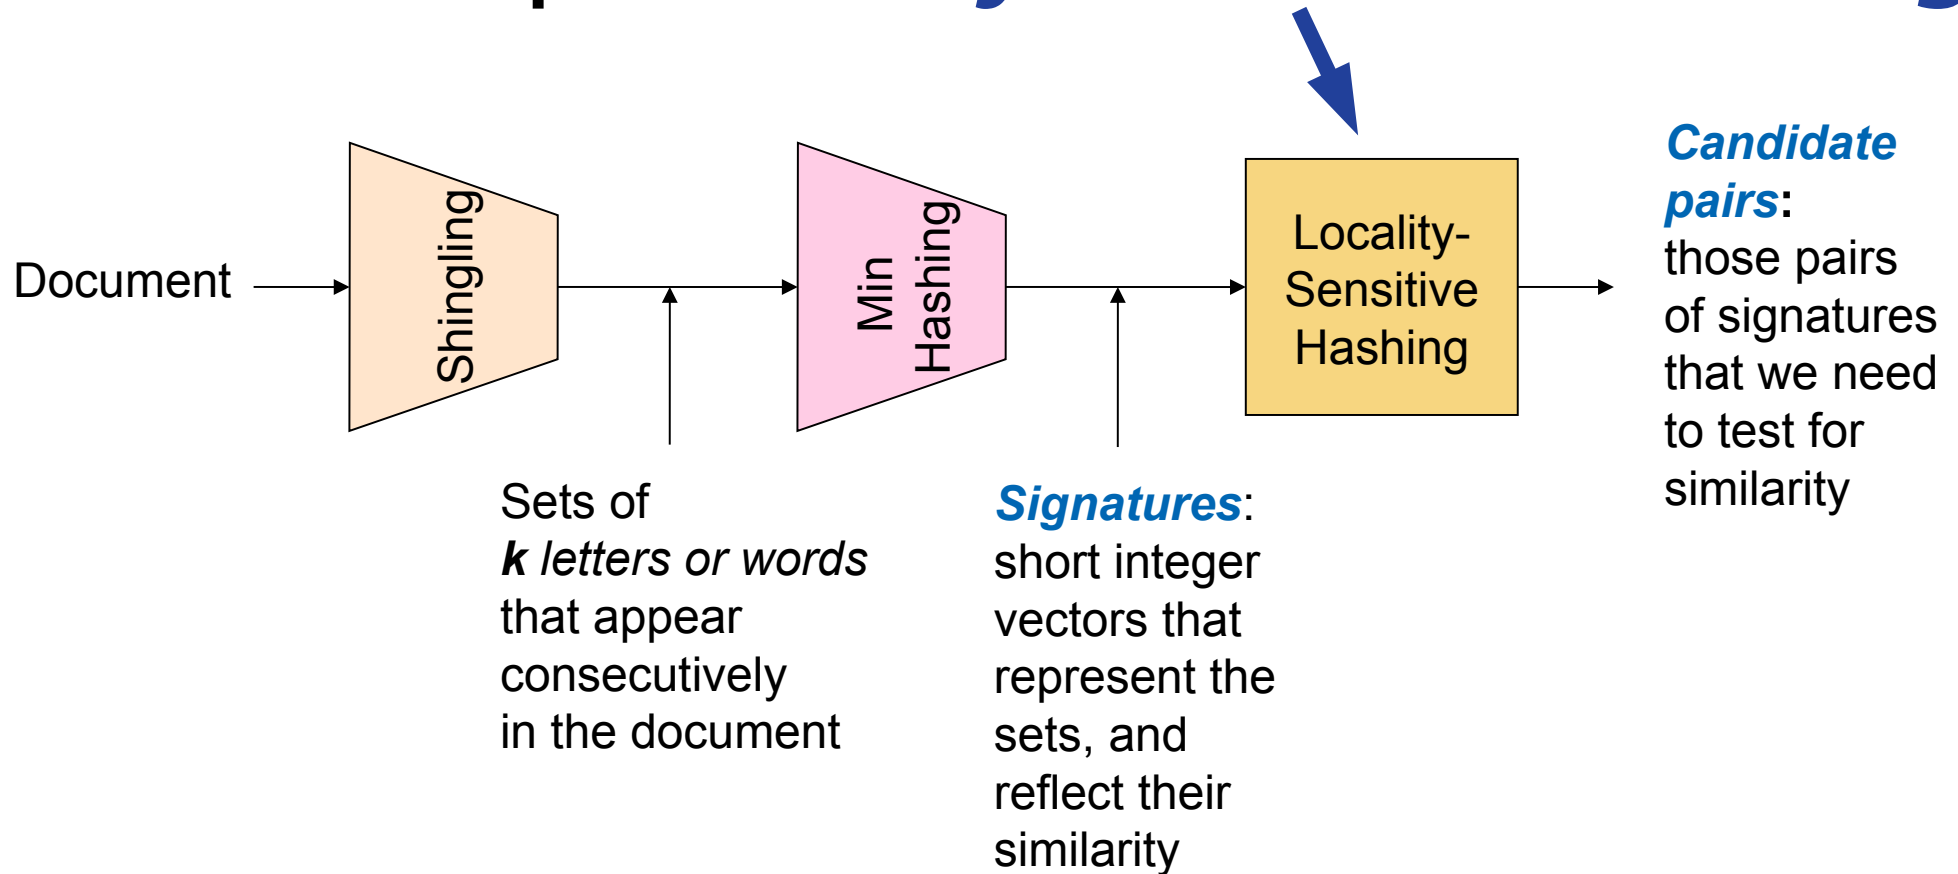 Document
Shingling
Min
Hashing
Locality-
Sensitive
Hashing
Candidate
pairs:
those pairs
of signatures
that we need
to test for
similarity
Sets of
k letters or words
that appear
consecutively
in the document
Signatures:
short integer
vectors that
represent the
sets, and
reflect their
similarity